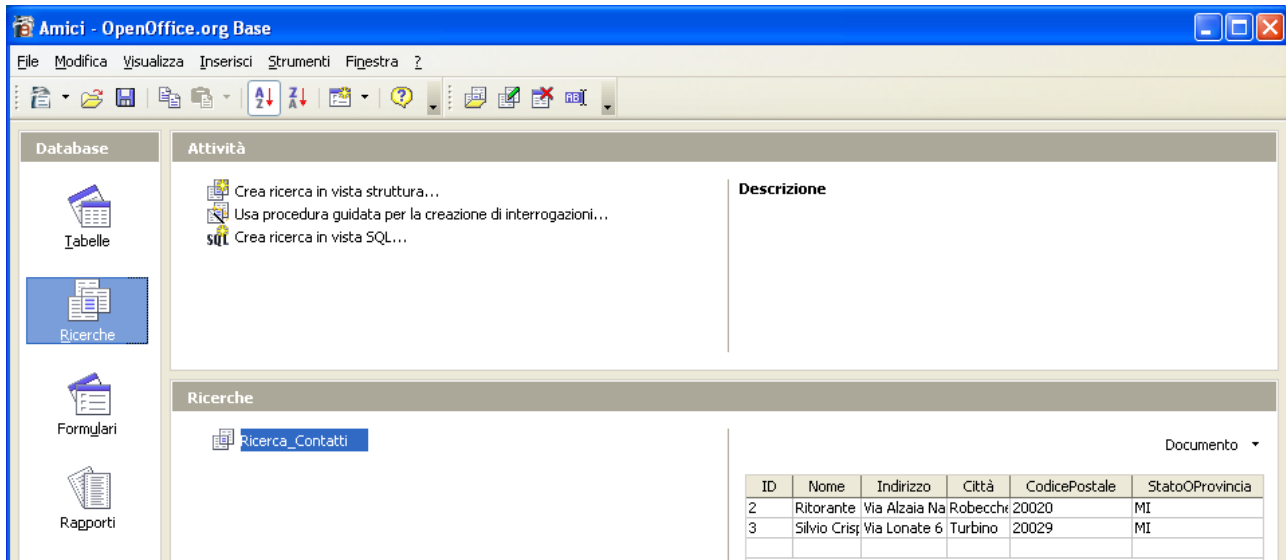 Amici - OpenOffice.org Base
File Modifica Visualizza Inserisci Strumenti Finestra ?
Database
Tabelle
Ricerche
Formulari
Rapporti
Attività
Crea ricerca in vista struttura...
Usa procedura guidata per la creazione di interrogazioni...
SQL Crea ricerca in vista SQL...
Descrizione
Ricerche
Ricerca_Contatti
Documento
ID Nome Indirizzo Città CodicePostale StatoOProvincia
2 Ritorante Via Alzaia Na Robecche 20020 MI
3 Silvio Crisp Via Lonate 6 Turbino 20029 MI